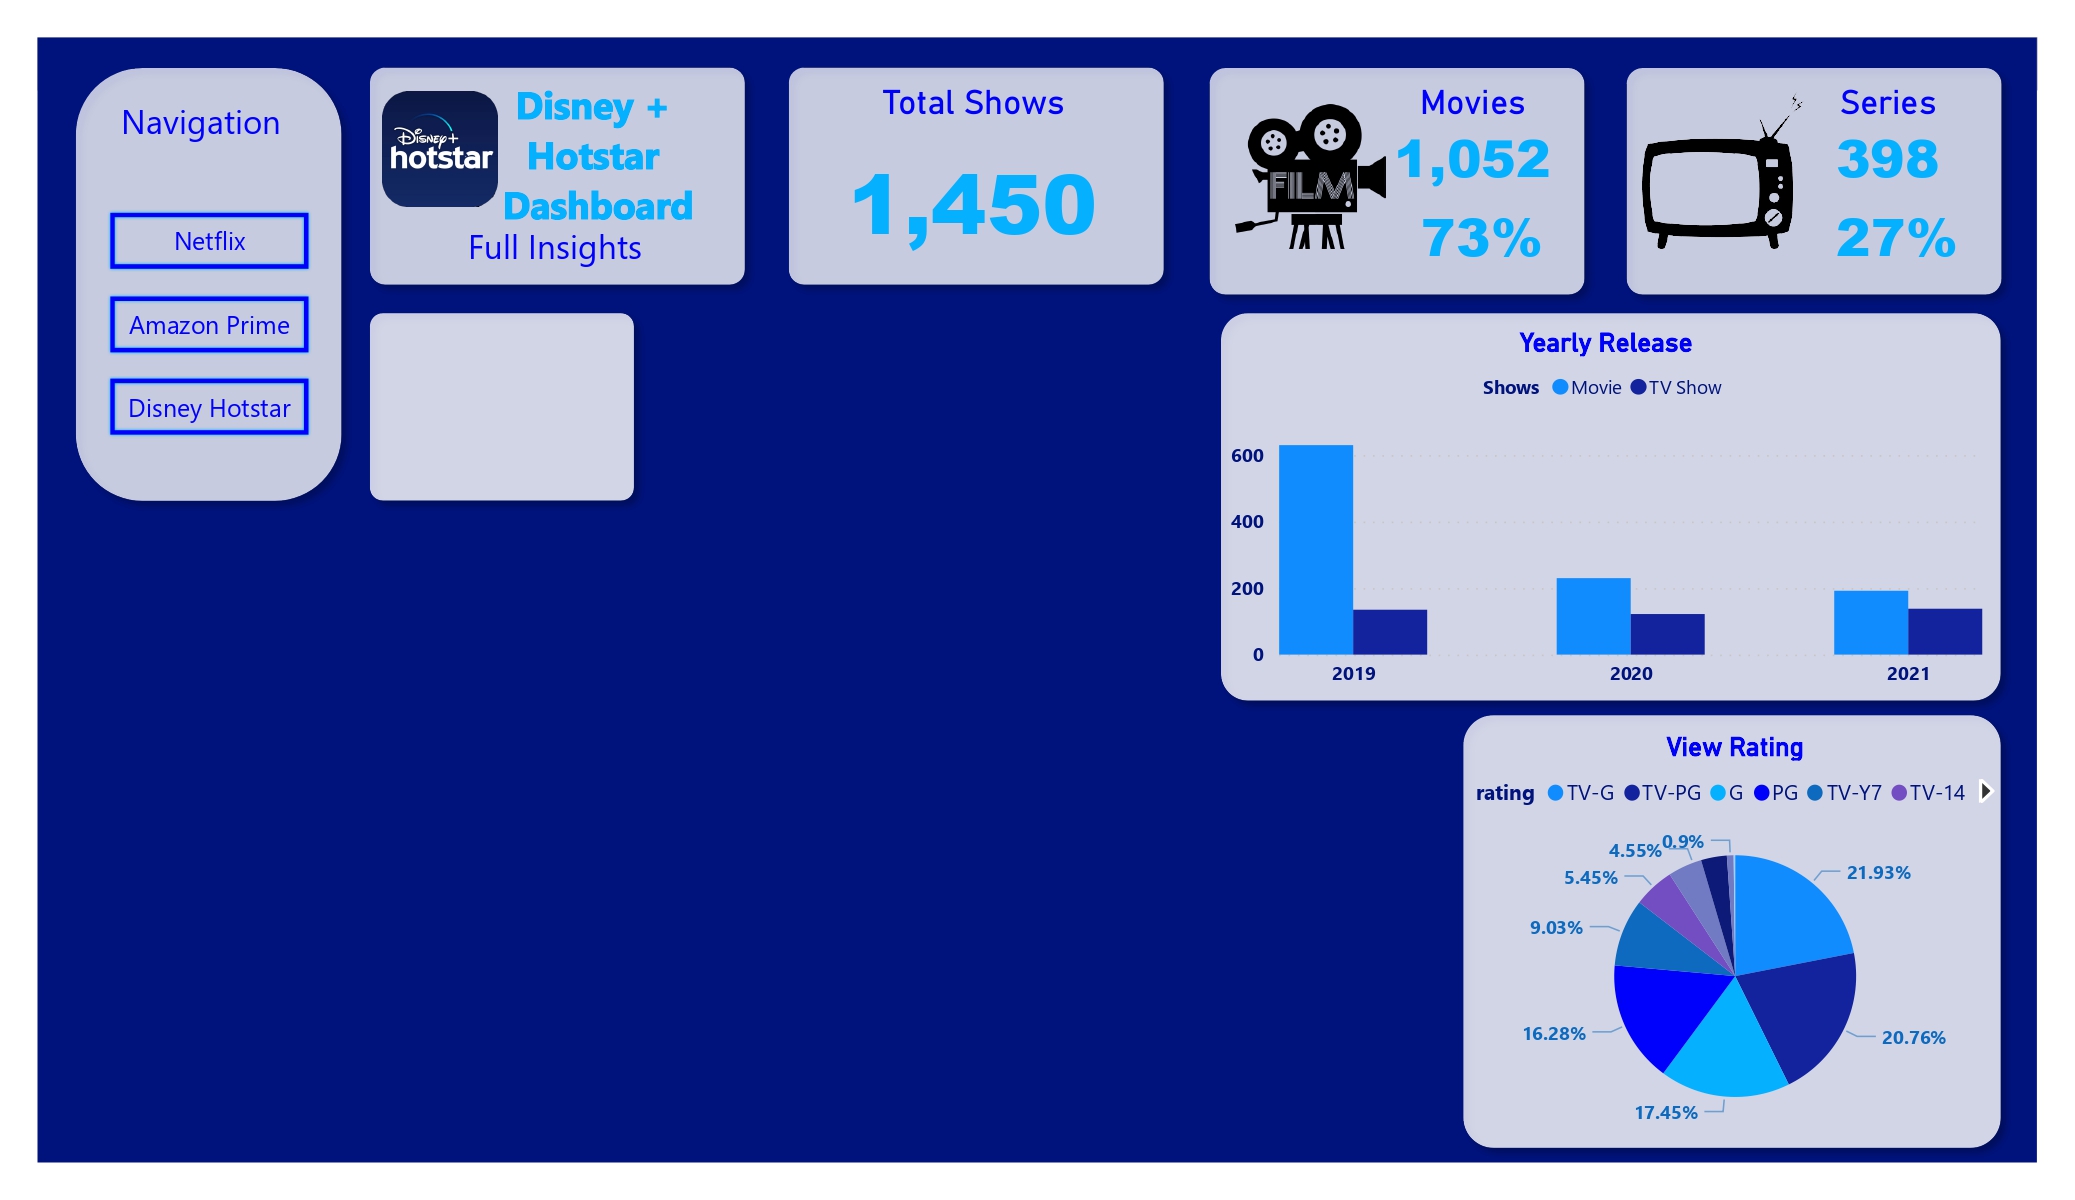 Navigation
Netflix
Amazon Prime
Disney Hotstar
Disney+
hotstar
Disney +
Hotstar
Dashboard
Full Insights
Total Shows
1,450
FILM
Movies
1,052
73%
Series
398
27%
Yearly Release
Shows Movie TV Show
600
400
200
0
2019 2020 2021
View Rating
rating TV-G TV-PG G PG TV-Y7 TV-14
0.9%
4.55%
5.45%
9.03%
16.28%
17.45%
21.93%
20.76%